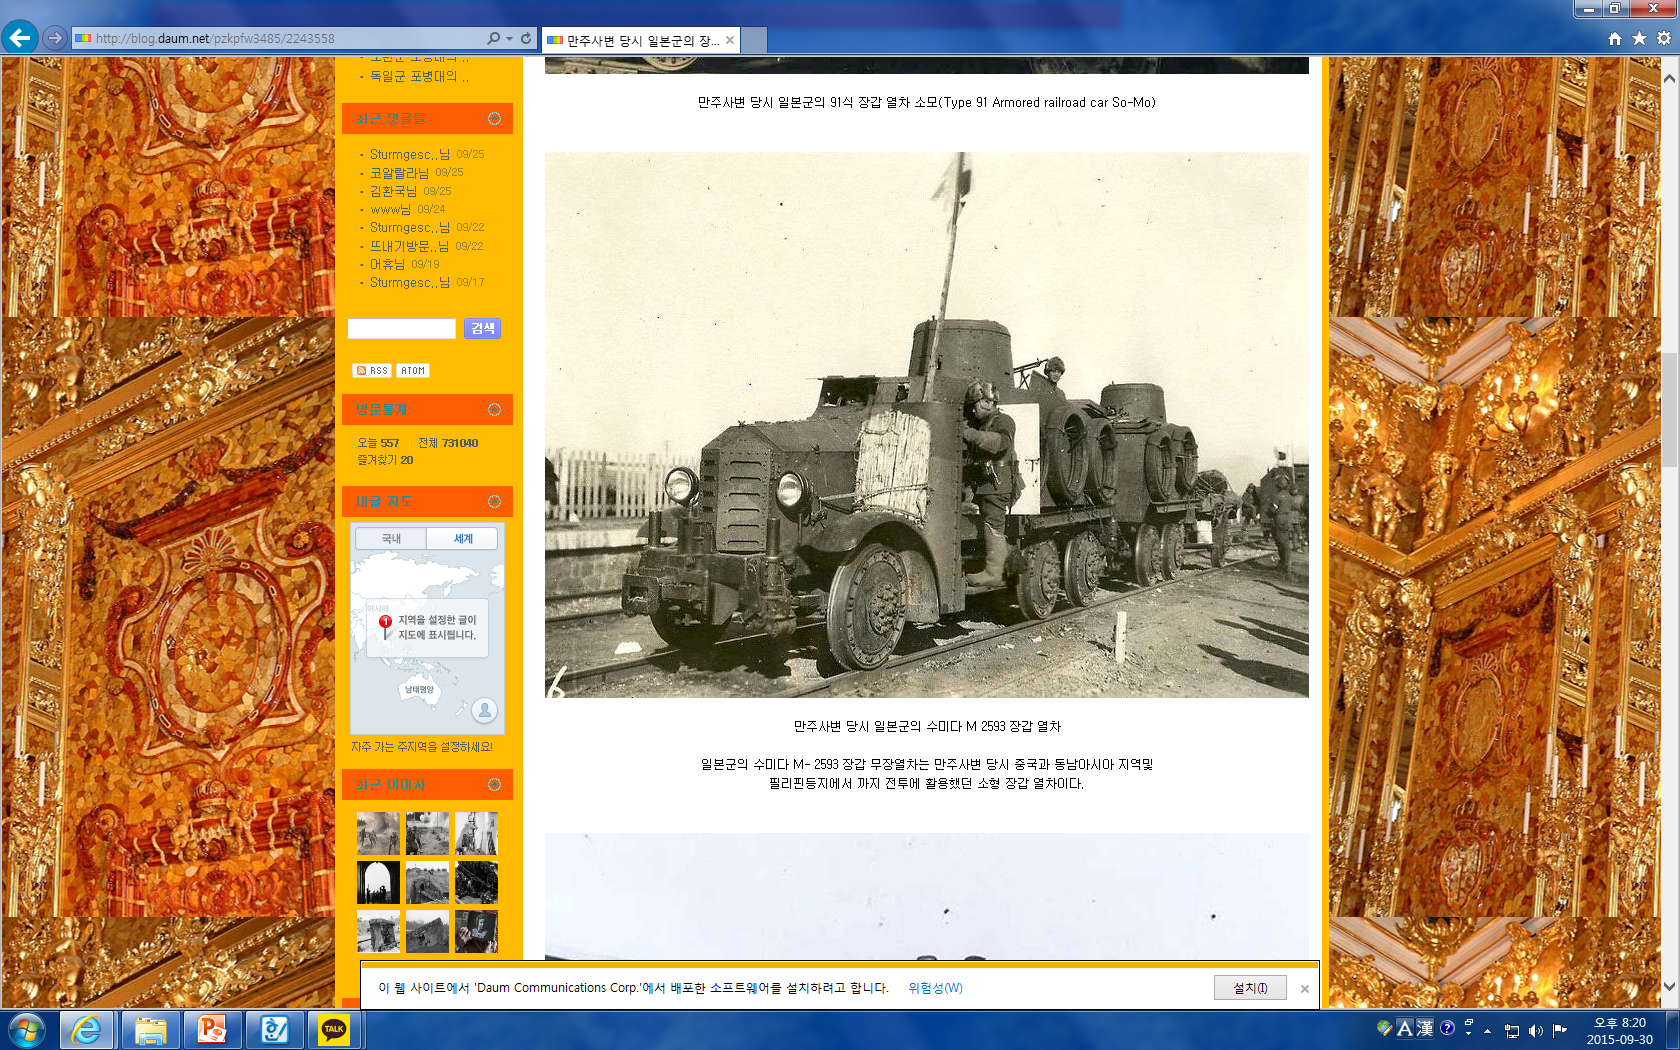 http://blog.daum.net/pzkpfw3485/2243558
만주사변 당시 일본군의 장...
독일군 포병대의 ..
최근 댓글들
Sturmgesc..님 09/25
코알랄라님 09/25
김환국님 09/25
www님 09/24
Sturmgesc..님 09/22
뜨내기방문..님 09/22
머휴님 09/19
Sturmgesc..님 09/17
검색
RSS ATOM
방문통계
오늘 557 전체 731040
즐겨찾기 20
내글 지도
국내 세계
아시아
1 지역을 설정한 글이
지도에 표시됩니다.
남태평양
자주 가는 주지역을 설정하세요!
최근 이미지
만주사변 당시 일본군의 91식 장갑 열차 소모(Type 91 Armored railroad car So-Mo)
6
만주사변 당시 일본군의 수미다 M 2593 장갑 열차
일본군의 수미다 M- 2593 장갑 무장열차는 만주사변 당시 중국과 동남아시아 지역및
필리핀등지에서 까지 전투에 활용했던 소형 장갑 열차이다.
이 웹 사이트에서 'Daum Communications Corp.'에서 배포한 소프트웨어를 설치하려고 합니다. 위험성(W) 설치(I)
TALK
A 漢
오후 8:20
2015-09-30